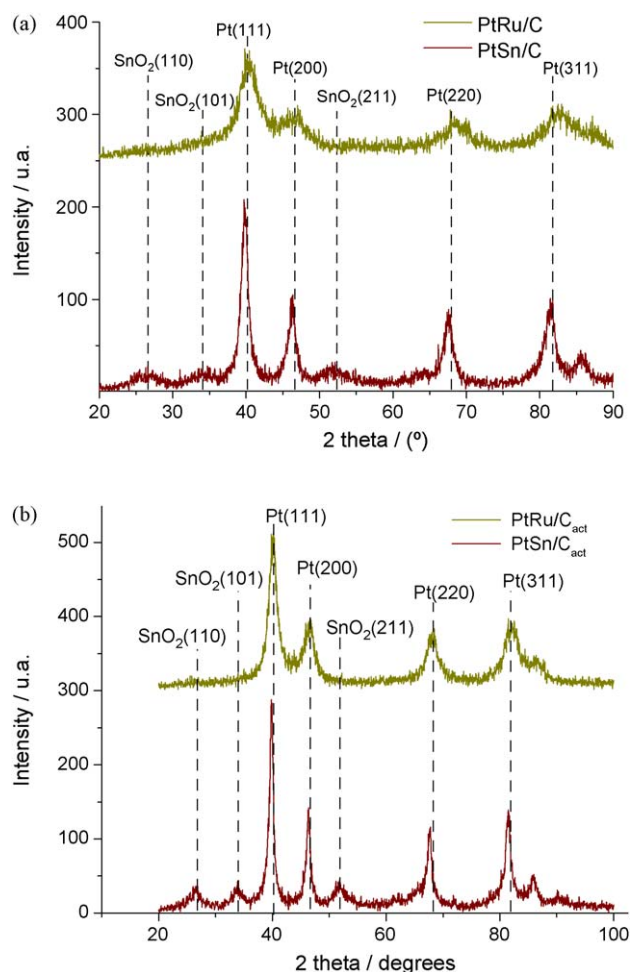 (a)
400
300
200
100
Intensity / u.a.
PtRu/C
PtSn/C
Pt(111)
SnO₂(110)
Pt(200)
SnO₂(101)
SnO₂(211)
Pt(220)
Pt(311)
20 30 40 50 60 70 80 90
2 theta / (º)
(b)
500
400
300
200
100
0
Intensity / u.a.
PtRu/Cact
PtSn/Cact
Pt(111)
SnO₂(101)
Pt(200)
Pt(220)
Pt(311)
SnO₂(110)
SnO₂(211)
20 40 60 80 100
2 theta / degrees